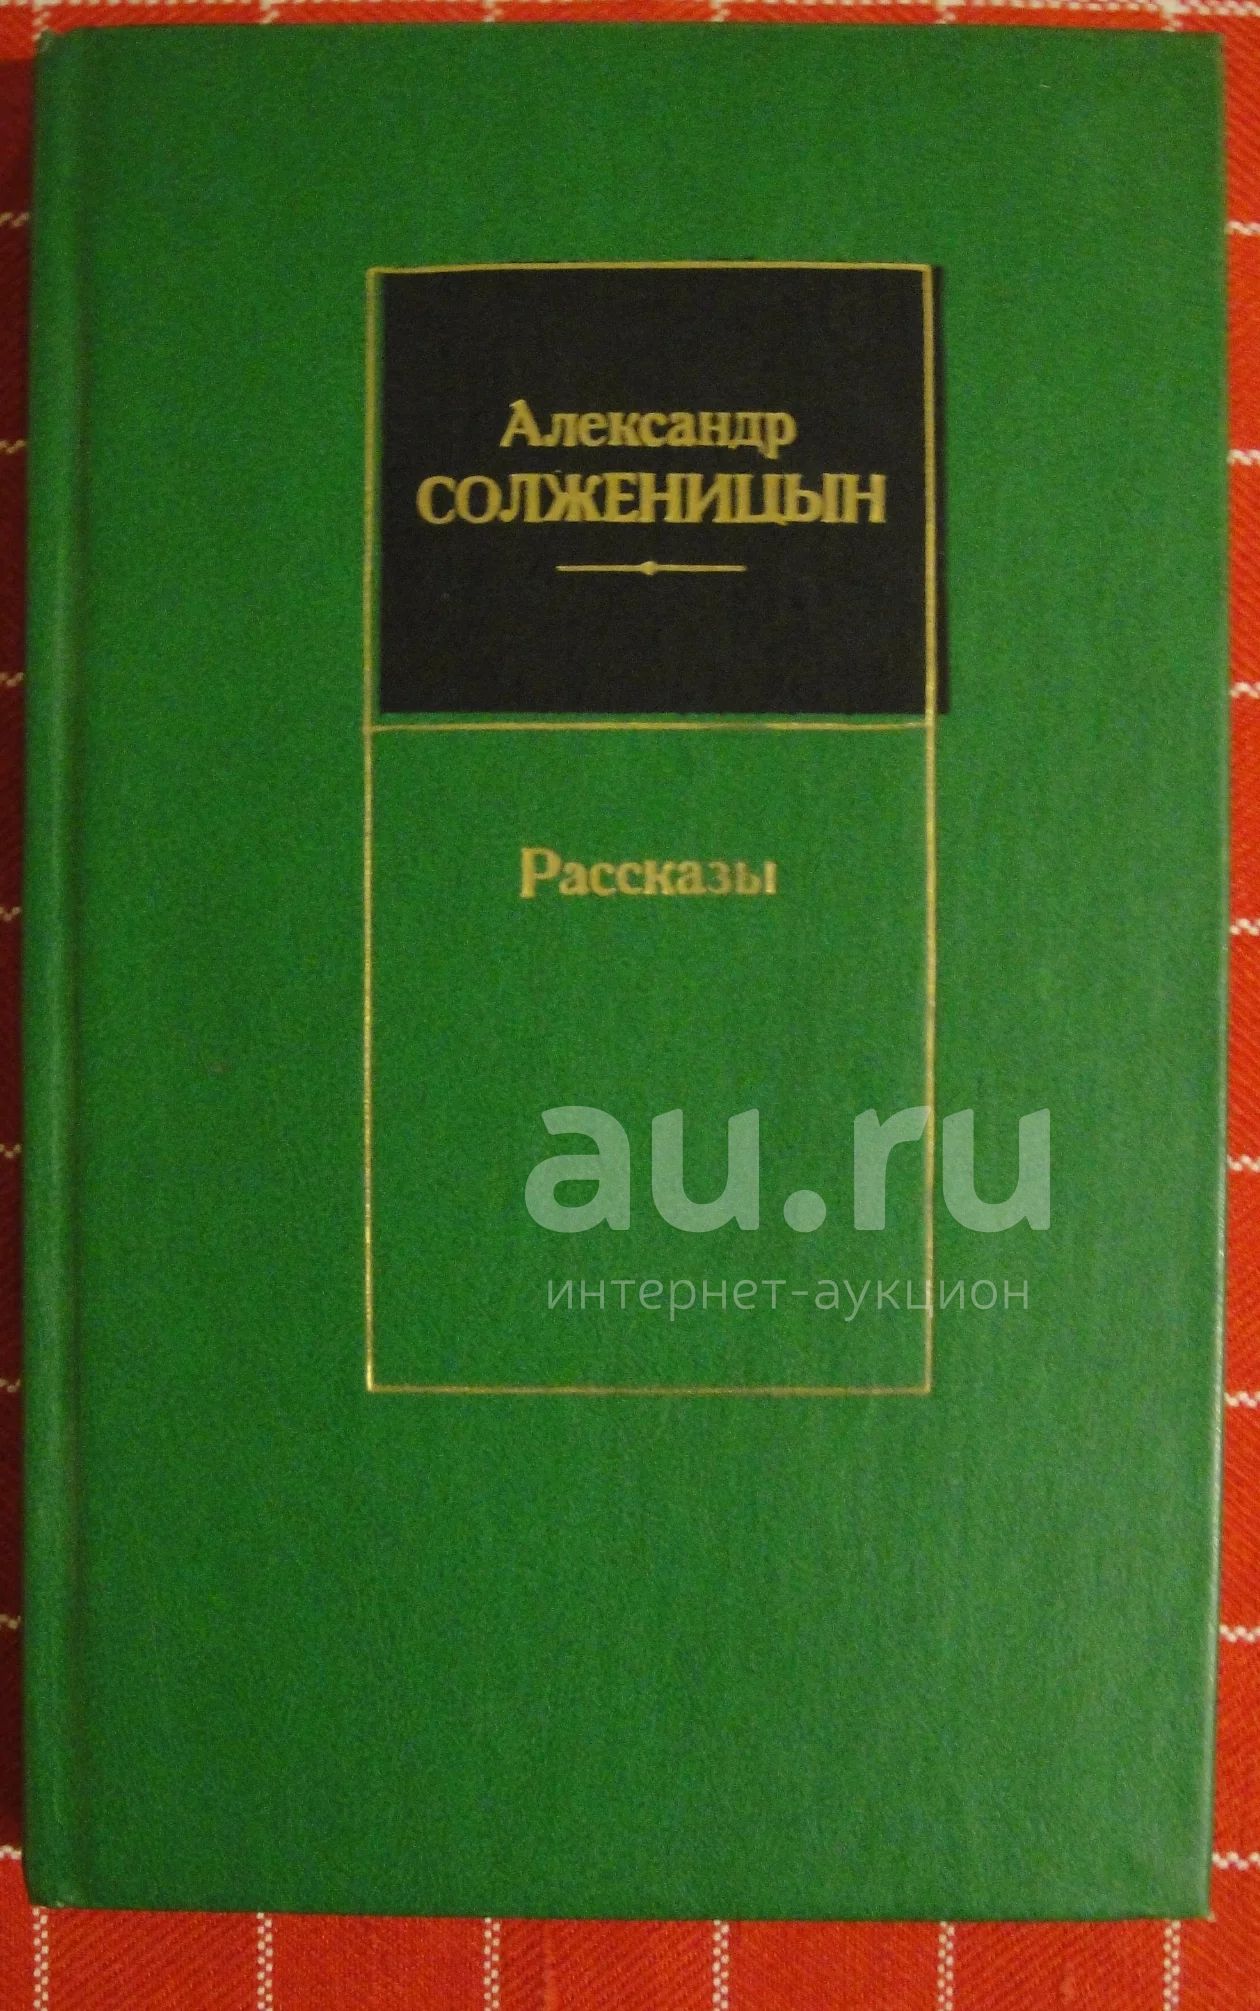 Александр
СОЛЖЕНИЦЫН
Рассказы
au.ru
интернет-аукцион